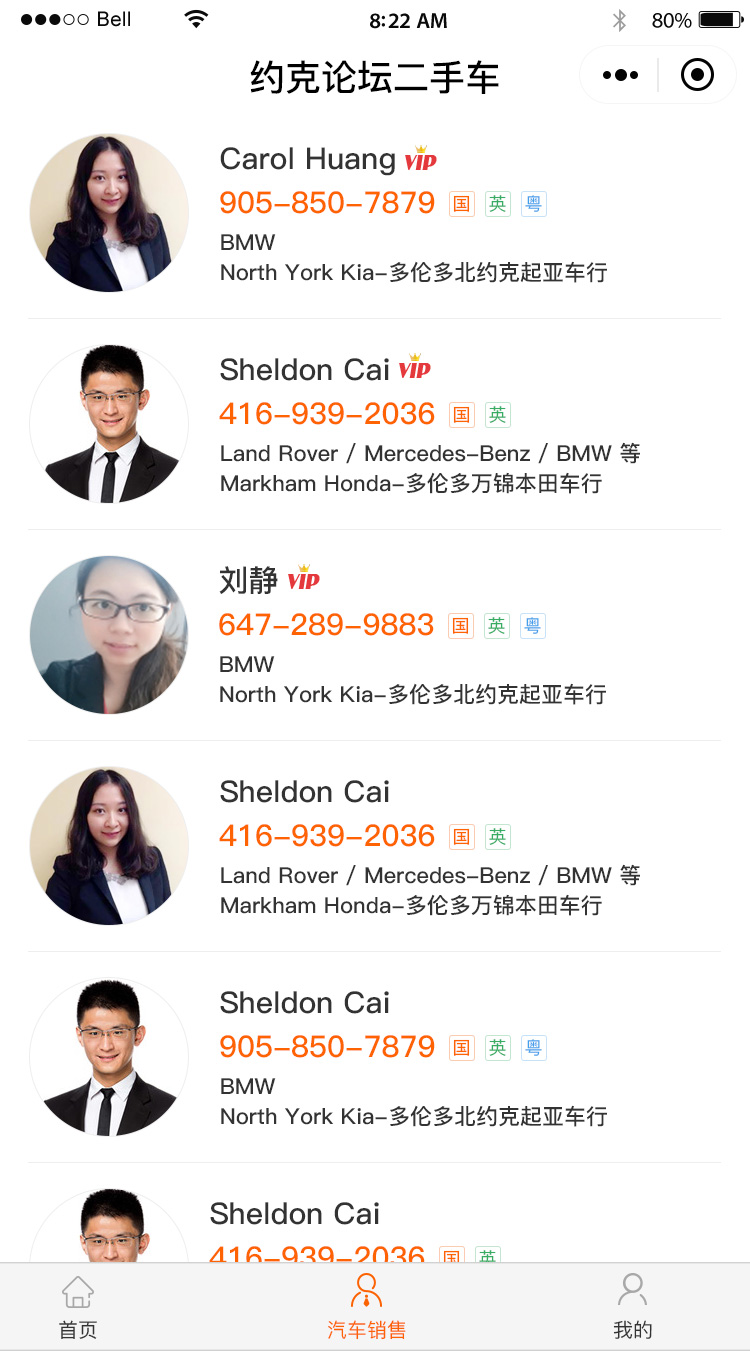 Bell 8:22 AM 80%
约克论坛二手车
Carol Huang VIP
905-850-7879 国 英 粤
BMW
North York Kia-多伦多北约克起亚车行
Sheldon Cai VIP
416-939-2036 国 英
Land Rover / Mercedes-Benz / BMW 等
Markham Honda-多伦多万锦本田车行
刘静 VIP
647-289-9883 国 英 粤
BMW
North York Kia-多伦多北约克起亚车行
Sheldon Cai
416-939-2036 国 英
Land Rover / Mercedes-Benz / BMW 等
Markham Honda-多伦多万锦本田车行
Sheldon Cai
905-850-7879 国 英 粤
BMW
North York Kia-多伦多北约克起亚车行
Sheldon Cai
416-939-2036 国 英
首页 汽车销售 我的